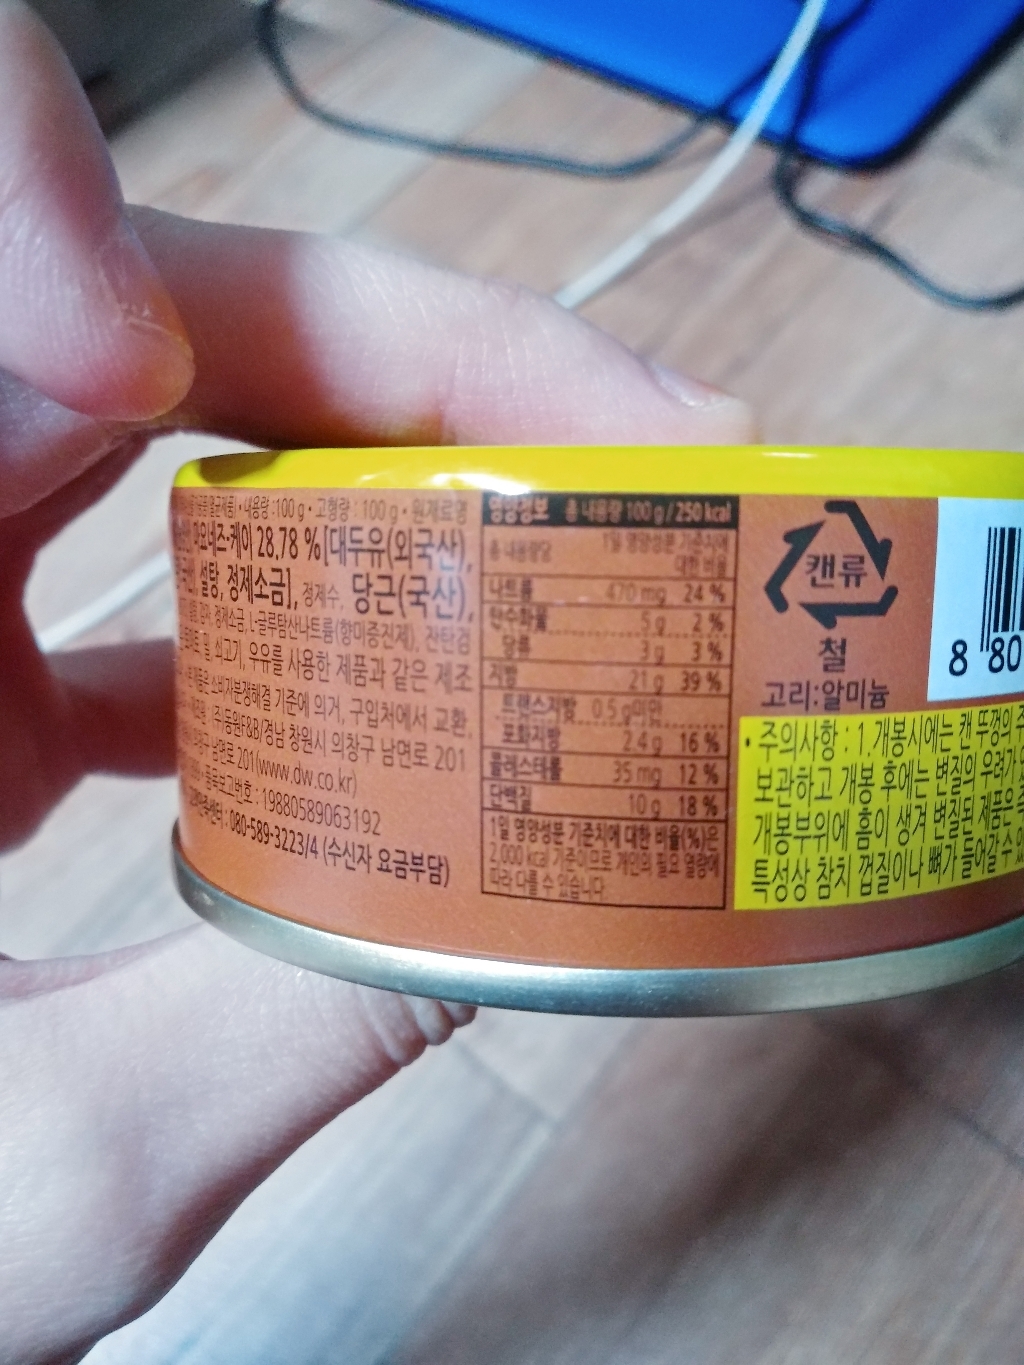 내용량:100 g • 고형량 : 100 g • 원재료명
마요네즈-케이 28.78 %[대두유(외국산),
설탕, 정제소금], 정제수, 당근(국산),
정제소금, L-글루탐산나트륨(향미증진제), 잔탄검
밀, 쇠고기, 우유를 사용한 제품과 같은 제조
소비자분쟁해결 기준에 의거, 구입처에서 교환
(주)동원F&B/경남 창원시 의창구 남면로 201
남면로 201(www.dw.co.kr)
품목보고번호 : 19880589063192
080-589-3223/4 (수신자 요금부담)
영양정보 총 내용량 100 g / 250 kcal
총 내용량당 1일 영양성분 기준치에
대한 비율
나트륨 470 mg 24 %
탄수화물 5 g 2 %
당류 3 g 3 %
지방 21 g 39 %
트랜스지방 0.5 g미만
포화지방 2.4 g 16 %
콜레스테롤 35 mg 12 %
단백질 10 g 18 %
1일 영양성분 기준치에 대한 비율(%)은
2,000 kcal 기준이므로 개인의 필요 열량에
따라 다를 수 있습니다
캔류
철
고리:알미늄
8 80
• 주의사항 : 1.개봉시에는 캔 뚜껑의
보관하고 개봉 후에는 변질의 우려가
개봉부위에 흠이 생겨 변질된 제품은
특성상 참치 껍질이나 뼈가 들어갈 수